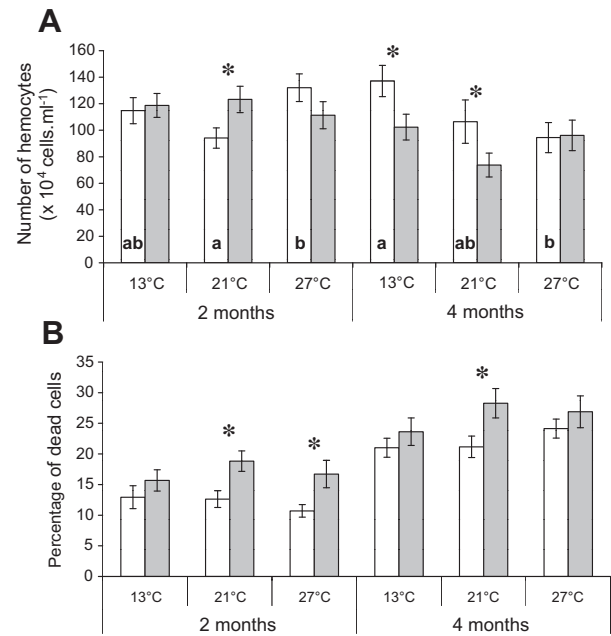 A
Number of hemocytes
(x 10⁴ cells.ml⁻¹)
160
140
120
100
80
60
40
20
0
* * *
ab a b a ab b
13°C 21°C 27°C 13°C 21°C 27°C
2 months 4 months
B
Percentage of dead cells
35
30
25
20
15
10
5
0
* * *
13°C 21°C 27°C 13°C 21°C 27°C
2 months 4 months